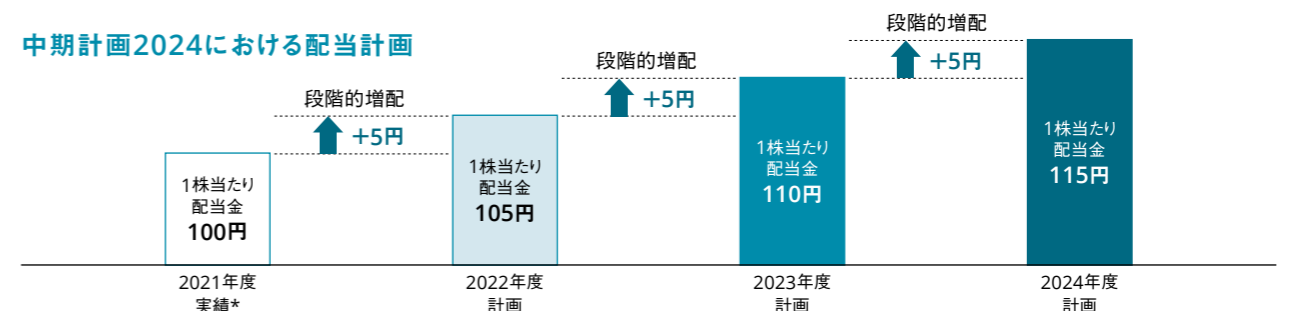 中期計画2024における配当計画
段階的増配
+5円
段階的増配
+5円
段階的増配
+5円
1株当たり
配当金
100円
1株当たり
配当金
105円
1株当たり
配当金
110円
1株当たり
配当金
115円
2021年度
実績*
2022年度
計画
2023年度
計画
2024年度
計画